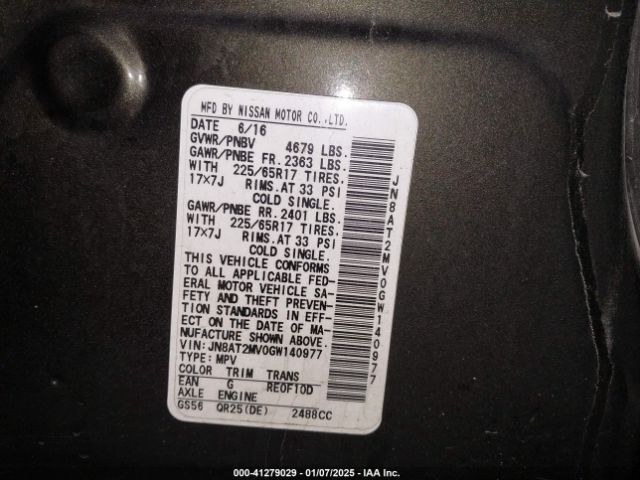 MFD BY NISSAN MOTOR CO.,LTD.
DATE 6/16
GVWR/PNBV 4679 LBS.
GAWR/PNBE FR. 2363 LBS.
WITH 225/65R17 TIRES,
17x7J RIMS.AT 33 PSI
COLD SINGLE.
GAWR/PNBE RR. 2401 LBS.
WITH 225/65R17 TIRES,
17x7J RIMS.AT 33 PSI
COLD SINGLE.
THIS VEHICLE CONFORMS
TO ALL APPLICABLE FED-
ERAL MOTOR VEHICLE SA-
FETY AND THEFT PREVEN-
TION STANDARDS IN EFF-
ECT ON THE DATE OF MA-
NUFACTURE SHOWN ABOVE.
VIN: JN8AT2MV0GW140977
TYPE: MPV
COLOR TRIM TRANS
EAN G RE0F10D
AXLE ENGINE
GS56 QR25(DE) 2488CC
JN8AT2MV0GW140977
000-41279029 - 01/07/2025 - IAA Inc.